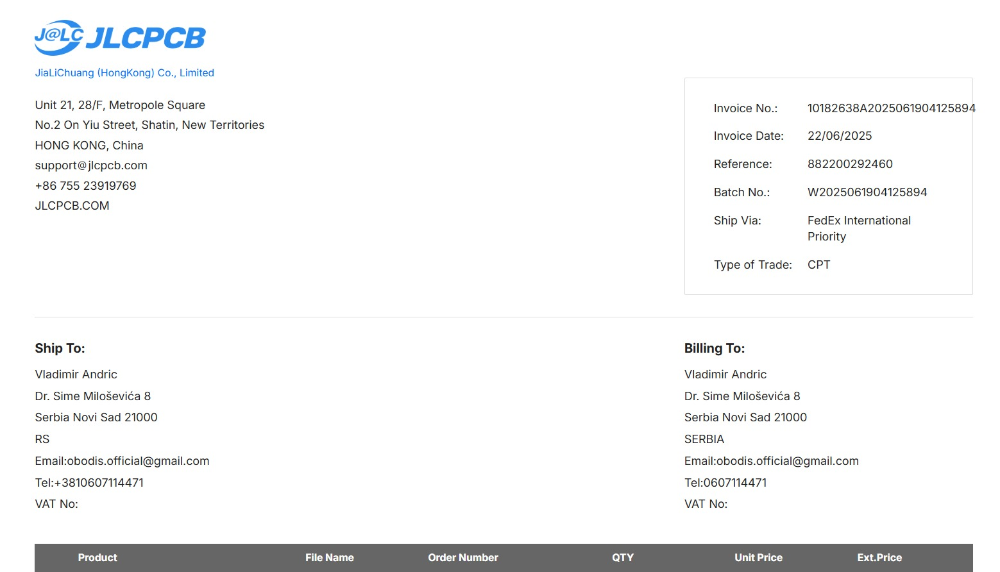 J@LC JLCPCB
JiaLiChuang (HongKong) Co., Limited
Unit 21, 28/F, Metropole Square
No.2 On Yiu Street, Shatin, New Territories
HONG KONG, China
support@jlcpcb.com
+86 755 23919769
JLCPCB.COM
Invoice No.: 10182638A2025061904125894
Invoice Date: 22/06/2025
Reference: 882200292460
Batch No.: W2025061904125894
Ship Via: FedEx International
Priority
Type of Trade: CPT
Ship To:
Vladimir Andric
Dr. Sime Miloševića 8
Serbia Novi Sad 21000
RS
Email:obodis.official@gmail.com
Tel:+3810607114471
VAT No:
Billing To:
Vladimir Andric
Dr. Sime Miloševića 8
Serbia Novi Sad 21000
SERBIA
Email:obodis.official@gmail.com
Tel:0607114471
VAT No:
Product File Name Order Number QTY Unit Price Ext.Price